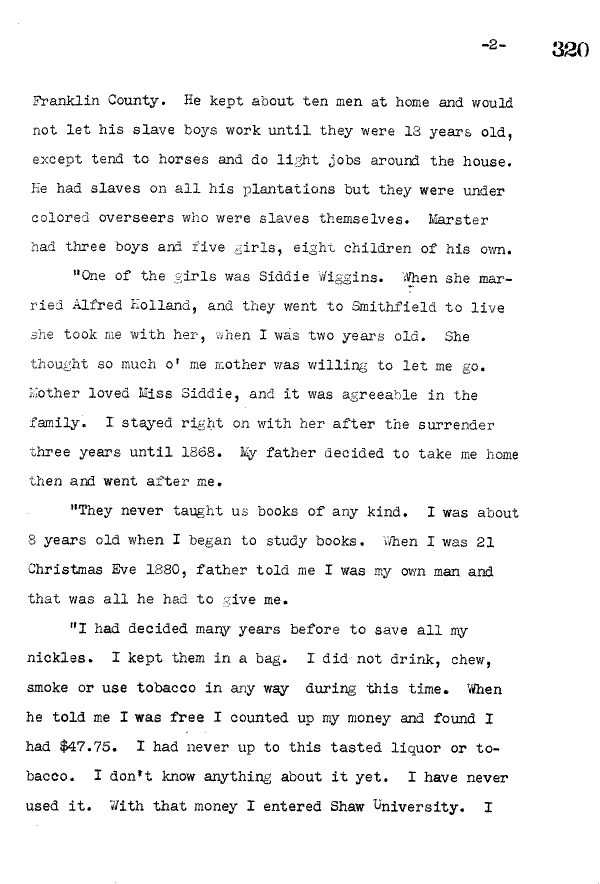 -2- 320
Franklin County. He kept about ten men at home and would
not let his slave boys work until they were 18 years old,
except tend to horses and do light jobs around the house.
He had slaves on all his plantations but they were under
colored overseers who were slaves themselves. Marster
had three boys and five girls, eight children of his own.
"One of the girls was Siddie Wiggins. When she mar-
ried Alfred Holland, and they went to Smithfield to live
she took me with her, when I was two years old. She
thought so much o' me mother was willing to let me go.
Mother loved Miss Siddie, and it was agreeable in the
family. I stayed right on with her after the surrender
three years until 1868. My father decided to take me home
then and went after me.
"They never taught us books of any kind. I was about
8 years old when I began to study books. When I was 21
Christmas Eve 1880, father told me I was my own man and
that was all he had to give me.
"I had decided many years before to save all my
nickles. I kept them in a bag. I did not drink, chew,
smoke or use tobacco in any way during this time. When
he told me I was free I counted up my money and found I
had $47.75. I had never up to this tasted liquor or to-
bacco. I don't know anything about it yet. I have never
used it. With that money I entered Shaw University. I